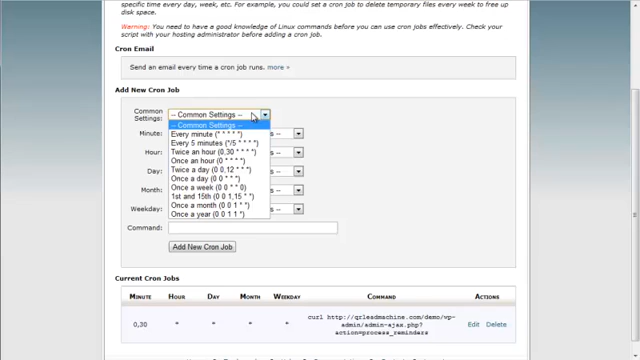 specific time every day, week, etc. For example, you could set a cron job to delete temporary files every week to free up
disk space.
Warning: You need to have a good knowledge of Linux commands before you can use cron jobs effectively. Check your
script with your hosting administrator before adding a cron job.
Cron Email
Send an email every time a cron job runs. more »
Add New Cron Job
Common
Settings:
-- Common Settings --
-- Common Settings --
Every minute (* * * * *)
Minute:
s --
Every 5 minutes (*/5 * * * *)
Hour:
Twice an hour (0,30 * * * *)
s --
Once an hour (0 * * * *)
Day:
Twice a day (0 0,12 * * *)
s --
Once a day (0 0 * * *)
Month:
Once a week (0 0 * * 0)
s --
1st and 15th (0 0 1,15 * *)
Weekday:
Once a month (0 0 1 * *)
s --
Once a year (0 0 1 1 *)
Command:
Add New Cron Job
Current Cron Jobs
MINUTE HOUR DAY MONTH WEEKDAY COMMAND ACTIONS
curl http://qrleadmachine.com/demo/wp-
0,30 * * * * admin/admin-ajax.php? Edit Delete
action=process_reminders